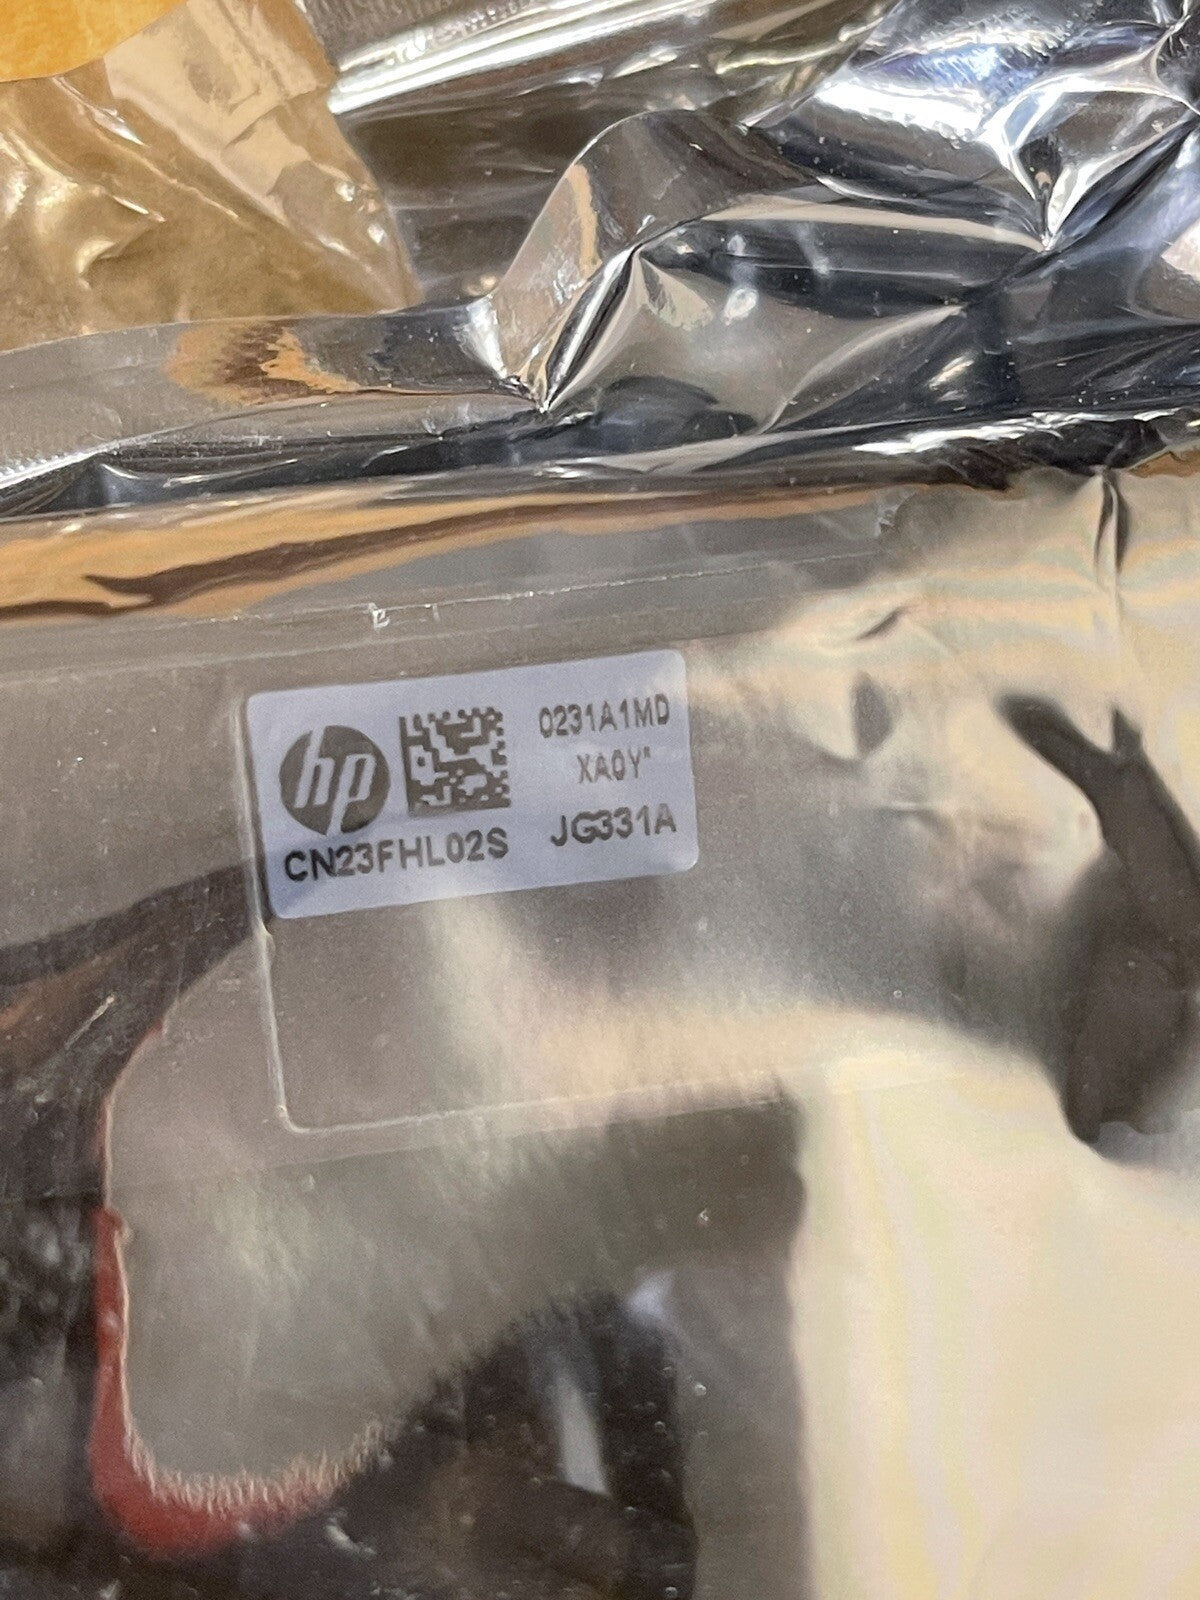 hp
0231A1MD
XA0Y"
CN23FHL02S
JG331A